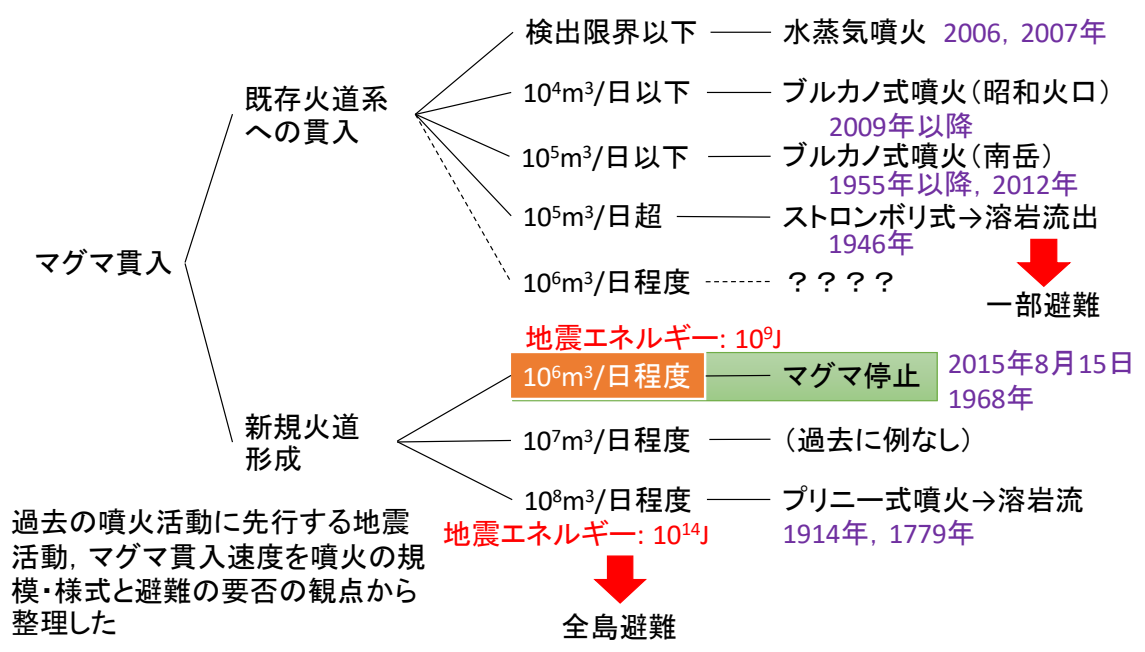 検出限界以下 水蒸気噴火 2006, 2007年
既存火道系
への貫入
10⁴m³/日以下 ブルカノ式噴火(昭和火口)
2009年以降
10⁵m³/日以下 ブルカノ式噴火(南岳)
1955年以降, 2012年
10⁵m³/日超 ストロンボリ式→溶岩流出
1946年
マグマ貫入
10⁶m³/日程度 ????
一部避難
地震エネルギー: 10⁹J
10⁶m³/日程度 マグマ停止 2015年8月15日
1968年
新規火道
形成
10⁷m³/日程度 (過去に例なし)
10⁸m³/日程度 プリニー式噴火→溶岩流
地震エネルギー: 10¹⁴J 1914年, 1779年
過去の噴火活動に先行する地震
活動, マグマ貫入速度を噴火の規
模・様式と避難の要否の観点から
整理した
全島避難